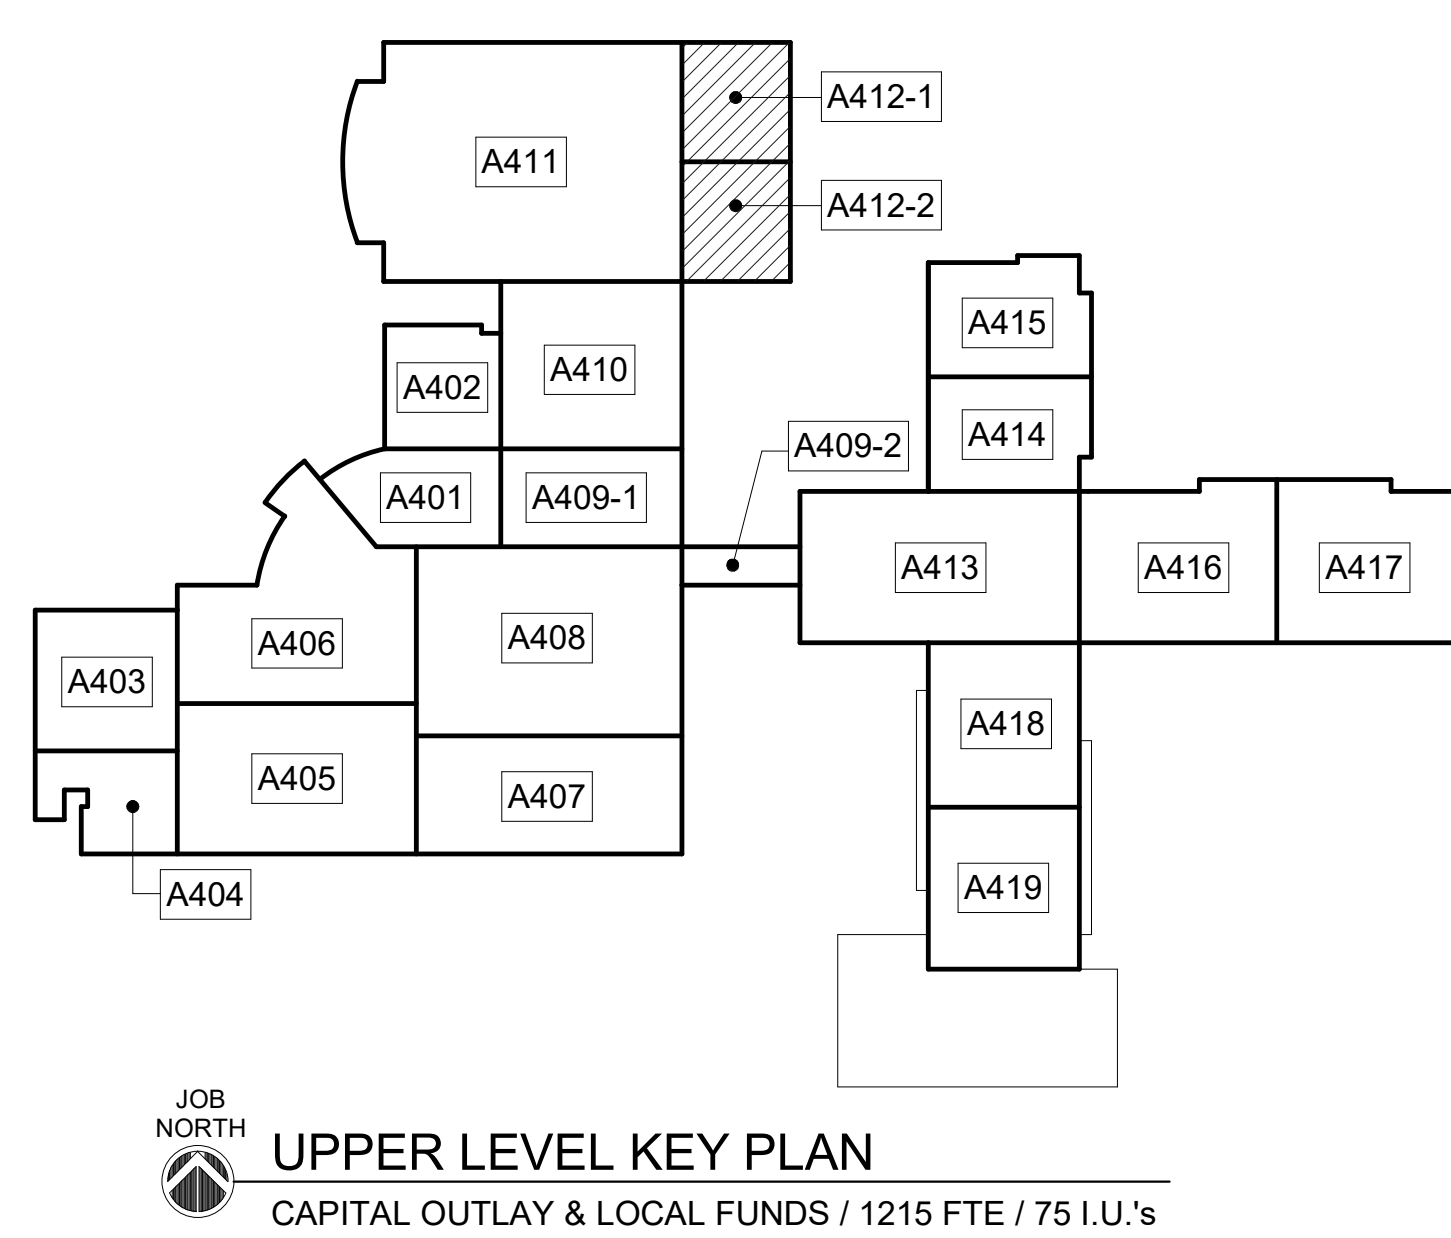 A412-1
A411
A412-2
A415
A410
A402
A414
A409-2
A401
A409-1
A413
A416
A417
A406
A408
A403
A418
A405
A407
A419
A404
JOB
NORTH
UPPER LEVEL KEY PLAN
CAPITAL OUTLAY & LOCAL FUNDS / 1215 FTE / 75 I.U.'s